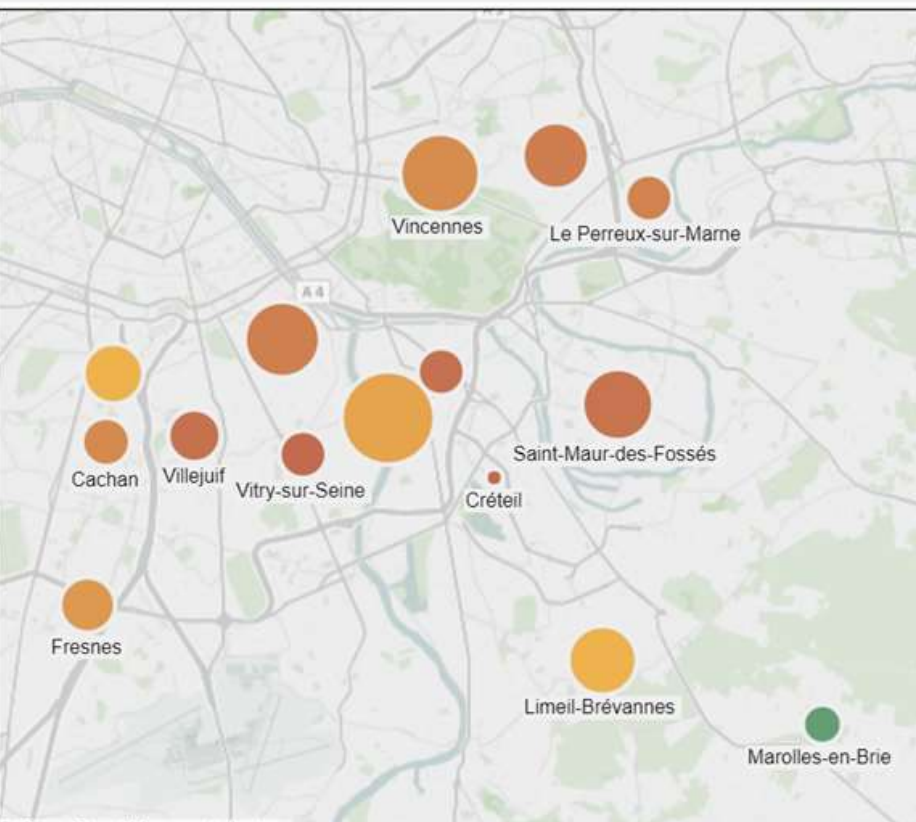 Vincennes
Le Perreux-sur-Marne
A 4
Saint-Maur-des-Fossés
Cachan
Villejuif
Vitry-sur-Seine
Créteil
Fresnes
Limeil-Brévannes
Marolles-en-Brie